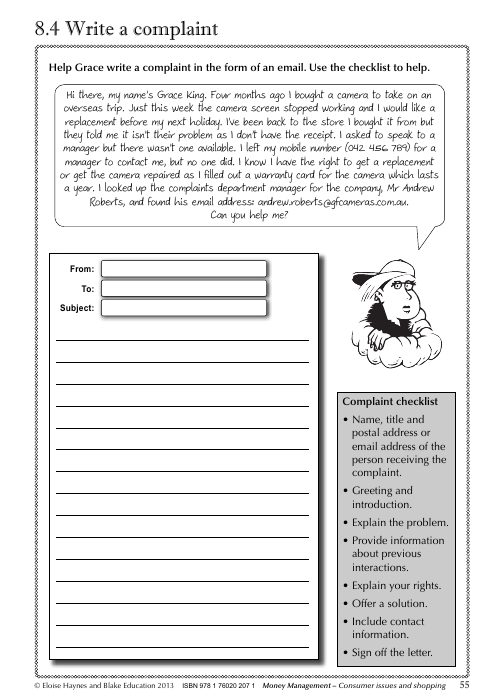 8.4 Write a complaint
Help Grace write a complaint in the form of an email. Use the checklist to help.
Hi there, my name's Grace King. Four months ago I bought a camera to take on an
overseas trip. Just this week the camera screen stopped working and I would like a
replacement before my next holiday. I've been back to the store I bought it from but
they told me it isn't their problem as I don't have the receipt. I asked to speak to a
manager but there wasn't one available. I left my mobile number (042 456 789) for a
manager to contact me, but no one did. I know I have the right to get a replacement
or get the camera repaired as I filled out a warranty card for the camera which lasts
a year. I looked up the complaints department manager for the company, Mr Andrew
Roberts, and found his email address: andrew.roberts@gfcameras.com.au.
Can you help me?
From:
To:
Subject:
Complaint checklist
• Name, title and
postal address or
email address of the
person receiving the
complaint.
• Greeting and
introduction.
• Explain the problem.
• Provide information
about previous
interactions.
• Explain your rights.
• Offer a solution.
• Include contact
information.
• Sign off the letter.
© Eloise Haynes and Blake Education 2013 ISBN 978 1 76020 207 1 Money Management – Consumer issues and shopping 55